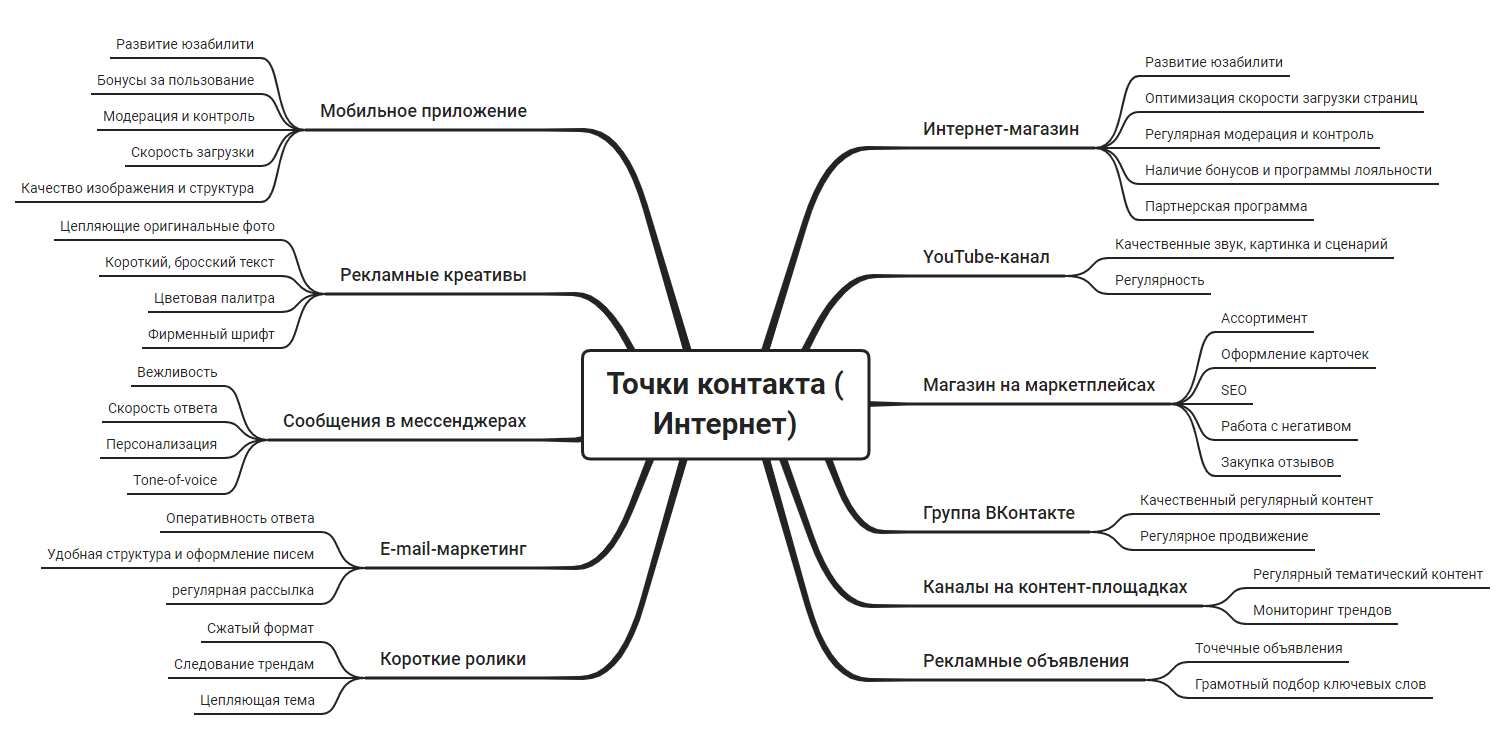 Точки контакта (
Интернет)
Мобильное приложение
Развитие юзабилити
Бонусы за пользование
Модерация и контроль
Скорость загрузки
Качество изображения и структура
Рекламные креативы
Цепляющие оригинальные фото
Короткий, бросский текст
Цветовая палитра
Фирменный шрифт
Сообщения в мессенджерах
Вежливость
Скорость ответа
Персонализация
Tone-of-voice
E-mail-маркетинг
Оперативность ответа
Удобная структура и оформление писем
регулярная рассылка
Короткие ролики
Сжатый формат
Следование трендам
Цепляющая тема
Интернет-магазин
Развитие юзабилити
Оптимизация скорости загрузки страниц
Регулярная модерация и контроль
Наличие бонусов и программы лояльности
Партнерская программа
YouTube-канал
Качественные звук, картинка и сценарий
Регулярность
Магазин на маркетплейсах
Ассортимент
Оформление карточек
SEO
Работа с негативом
Закупка отзывов
Группа ВКонтакте
Качественный регулярный контент
Регулярное продвижение
Каналы на контент-площадках
Регулярный тематический контент
Мониторинг трендов
Рекламные объявления
Точечные объявления
Грамотный подбор ключевых слов